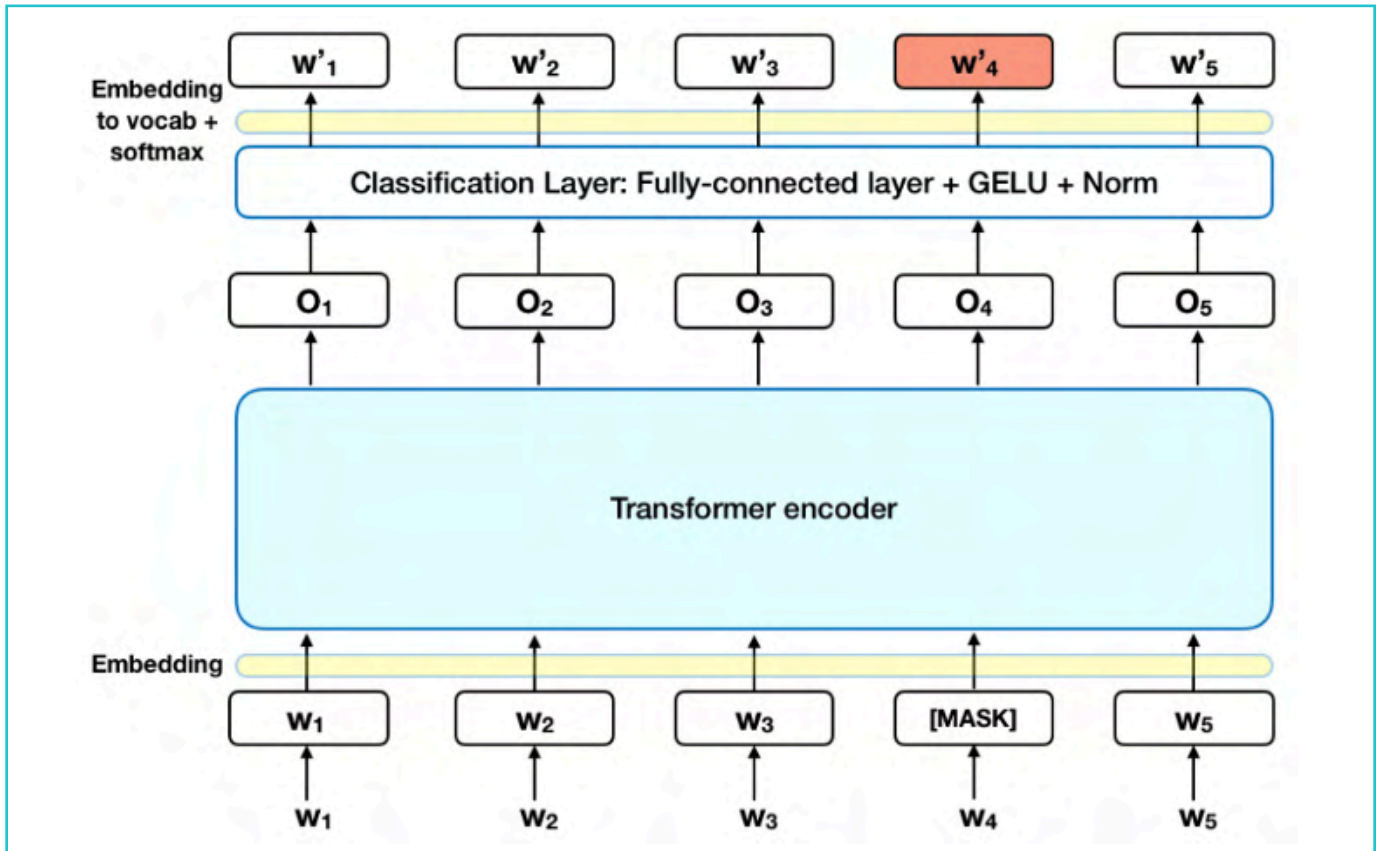 w’₁ w’₂ w’₃ w’₄ w’₅
Embedding
to vocab +
softmax
Classification Layer: Fully-connected layer + GELU + Norm
O₁ O₂ O₃ O₄ O₅
Transformer encoder
Embedding
W₁ W₂ W₃ [MASK] W₅
W₁ W₂ W₃ W₄ W₅